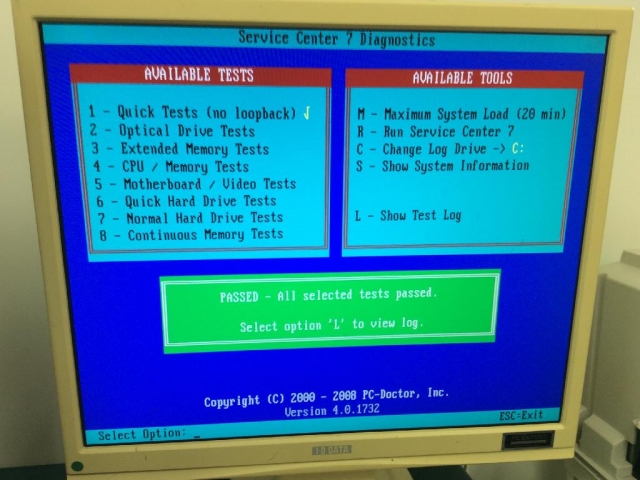 Service Center 7 Diagnostics
AVAILABLE TESTS
1 - Quick Tests (no loopback) √
2 - Optical Drive Tests
3 - Extended Memory Tests
4 - CPU / Memory Tests
5 - Motherboard / Video Tests
6 - Quick Hard Drive Tests
7 - Normal Hard Drive Tests
8 - Continuous Memory Tests
AVAILABLE TOOLS
M - Maximum System Load (20 min)
R - Run Service Center 7
C - Change Log Drive -> C:
S - Show System Information
L - Show Test Log
PASSED - All selected tests passed.
Select option 'L' to view log.
Copyright (C) 2000 - 2008 PC-Doctor, Inc.
Version 4.0.1732
ESC=Exit
Select Option: _
I-O DATA